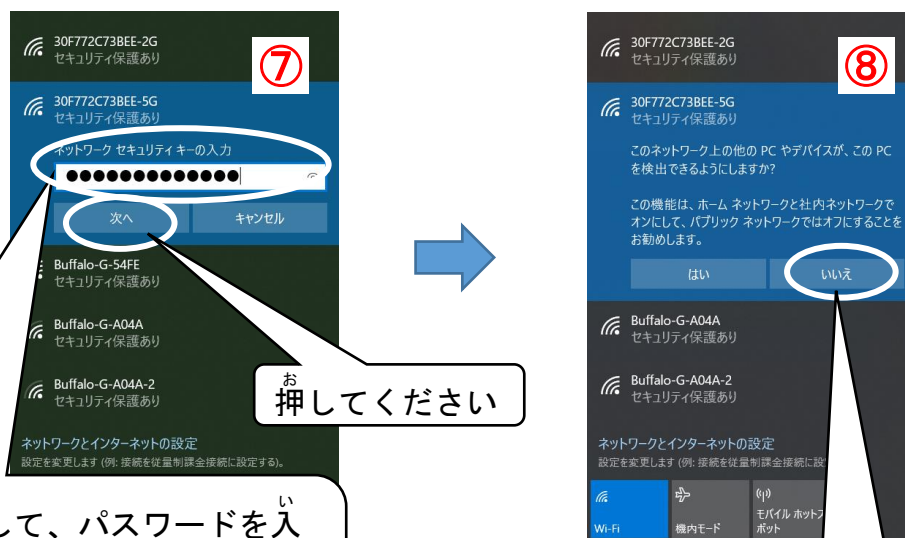 ⑦
30F772C73BEE-2G
セキュリティ保護あり
30F772C73BEE-5G
セキュリティ保護あり
ネットワーク セキュリティ キーの入力
次へ
キャンセル
Buffalo-G-54FE
セキュリティ保護あり
Buffalo-G-A04A
セキュリティ保護あり
Buffalo-G-A04A-2
セキュリティ保護あり
ネットワークとインターネットの設定
設定を変更します (例: 接続を従量制課金接続に設定する)。
お
押してください
い
して、パスワードを入
⑧
30F772C73BEE-2G
セキュリティ保護あり
30F772C73BEE-5G
セキュリティ保護あり
このネットワーク上の他の PC やデバイスが、この PC
を検出できるようにしますか?
この機能は、ホーム ネットワークと社内ネットワークで
オンにして、パブリック ネットワークではオフにすることを
お勧めします。
はい
いいえ
Buffalo-G-A04A
セキュリティ保護あり
Buffalo-G-A04A-2
セキュリティ保護あり
ネットワークとインターネットの設定
設定を変更します (例: 接続を従量制課金接続に設
Wi-Fi
機内モード
モバイル ホットス
ポット